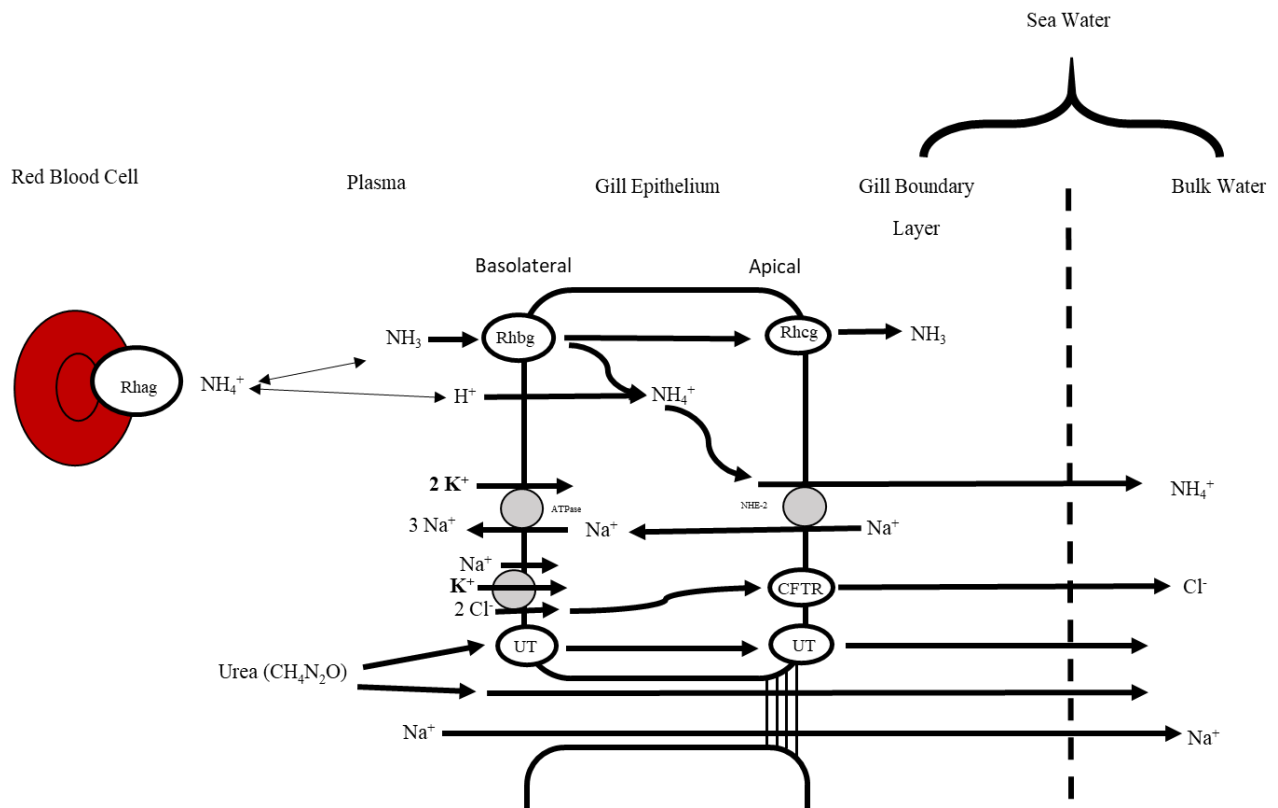 Sea Water
Red Blood Cell
Plasma
Gill Epithelium
Gill Boundary
Layer
Bulk Water
Basolateral
Apical
NH₃
Rhbg
Rhcg
NH₃
Rhag
NH₄⁺
H⁺
NH₄⁺
2 K⁺
ATPase
NHE-2
NH₄⁺
3 Na⁺
Na⁺
Na⁺
Na⁺
K⁺
2 Cl⁻
CFTR
Cl⁻
UT
UT
Urea (CH₄N₂O)
Na⁺
Na⁺